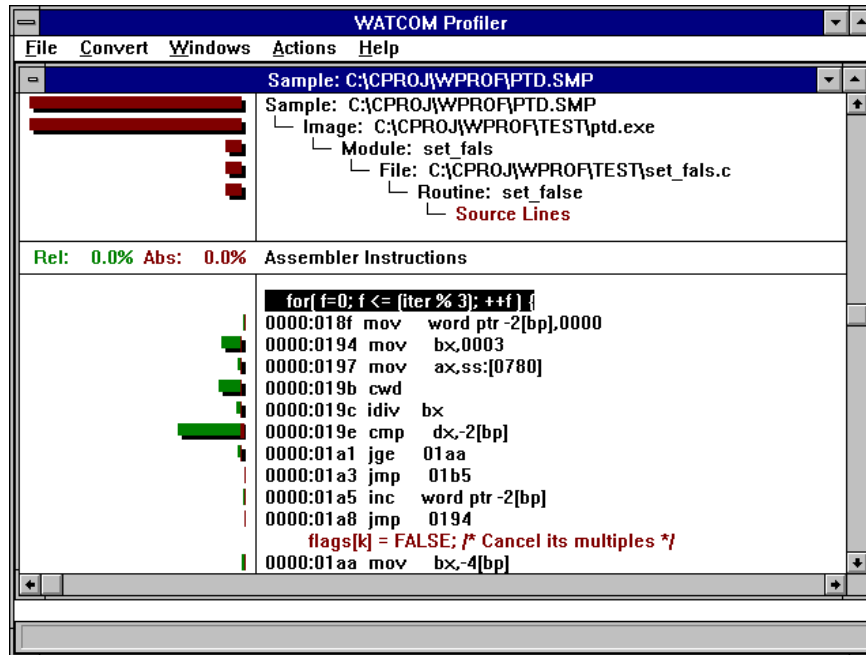 WATCOM Profiler
File Convert Windows Actions Help
Sample: C:\CPROJ\WPROF\PTD.SMP
Sample: C:\CPROJ\WPROF\PTD.SMP
Image: C:\CPROJ\WPROF\TEST\ptd.exe
Module: set_fals
File: C:\CPROJ\WPROF\TEST\set_fals.c
Routine: set_false
Source Lines
Rel: 0.0% Abs: 0.0% Assembler Instructions
for( f=0; f <= (iter % 3); ++f ) {
0000:018f mov word ptr -2[bp],0000
0000:0194 mov bx,0003
0000:0197 mov ax,ss:[0780]
0000:019b cwd
0000:019c idiv bx
0000:019e cmp dx,-2[bp]
0000:01a1 jge 01aa
0000:01a3 jmp 01b5
0000:01a5 inc word ptr -2[bp]
0000:01a8 jmp 0194
flags[k] = FALSE; /* Cancel its multiples */
0000:01aa mov bx,-4[bp]